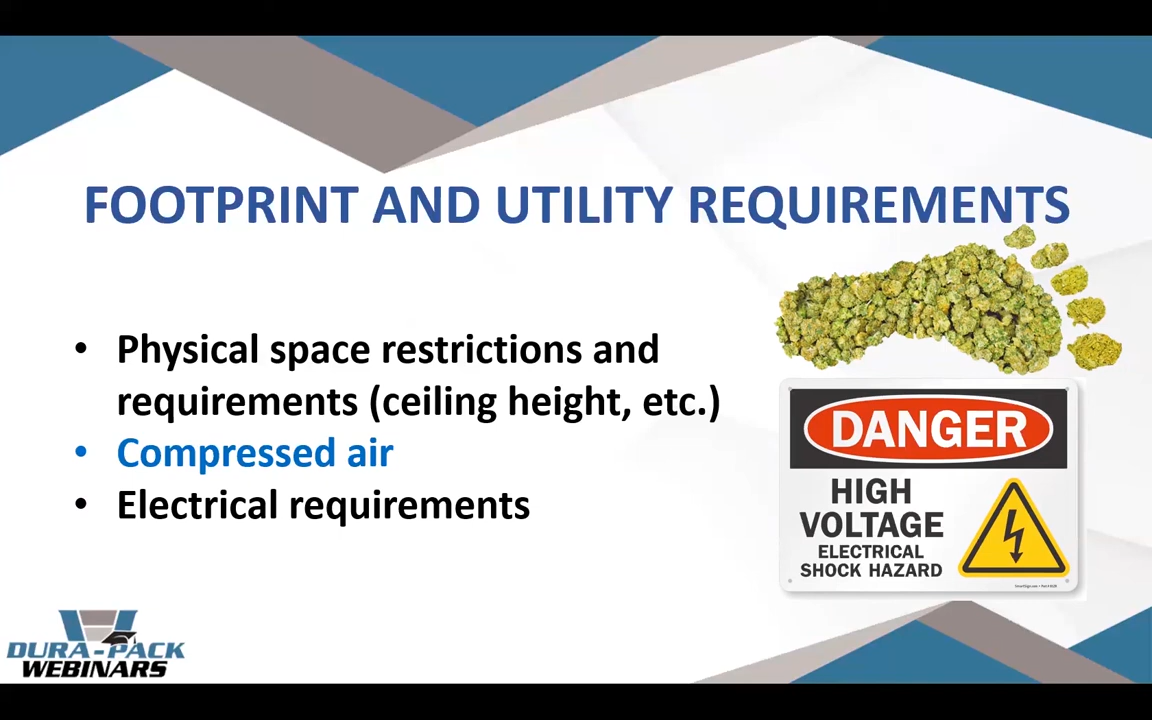 FOOTPRINT AND UTILITY REQUIREMENTS
• Physical space restrictions and
requirements (ceiling height, etc.)
• Compressed air
• Electrical requirements
DANGER
HIGH
VOLTAGE
ELECTRICAL
SHOCK HAZARD
DURA-PACK
WEBINARS